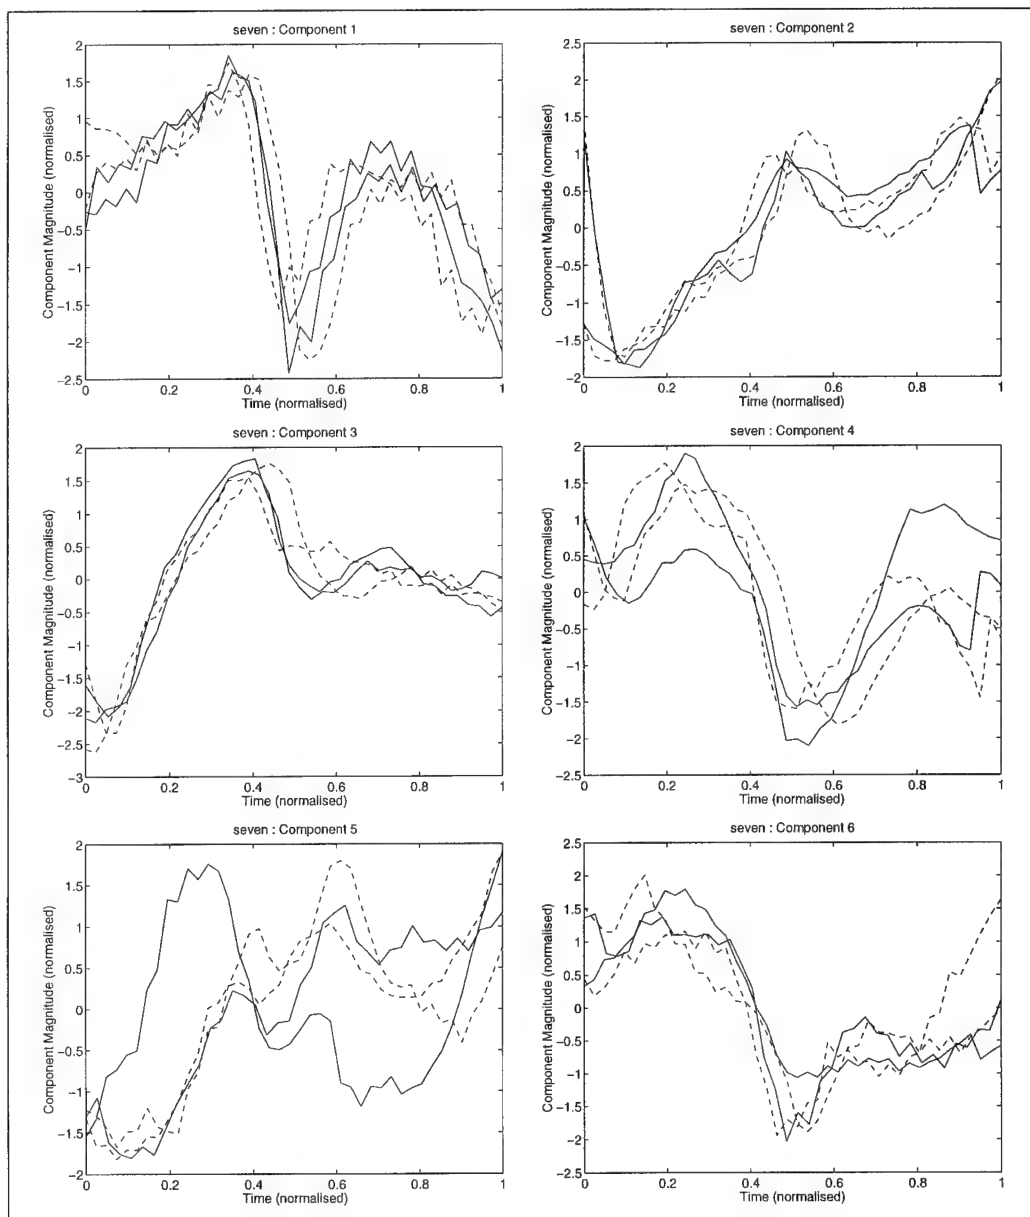 seven : Component 1
2
1.5
1
0.5
0
−0.5
−1
−1.5
−2
−2.5
Component Magnitude (normalised)
0 0.2 0.4 0.6 0.8 1
Time (normalised)
seven : Component 2
2.5
2
1.5
1
0.5
0
−0.5
−1
−1.5
−2
Component Magnitude (normalised)
0 0.2 0.4 0.6 0.8 1
Time (normalised)
seven : Component 3
2
1.5
1
0.5
0
−0.5
−1
−1.5
−2
−2.5
−3
Component Magnitude (normalised)
0 0.2 0.4 0.6 0.8 1
Time (normalised)
seven : Component 4
2
1.5
1
0.5
0
−0.5
−1
−1.5
−2
−2.5
Component Magnitude (normalised)
0 0.2 0.4 0.6 0.8 1
Time (normalised)
seven : Component 5
2
1.5
1
0.5
0
−0.5
−1
−1.5
−2
Component Magnitude (normalised)
0 0.2 0.4 0.6 0.8 1
Time (normalised)
seven : Component 6
2.5
2
1.5
1
0.5
0
−0.5
−1
−1.5
−2
−2.5
Component Magnitude (normalised)
0 0.2 0.4 0.6 0.8 1
Time (normalised)